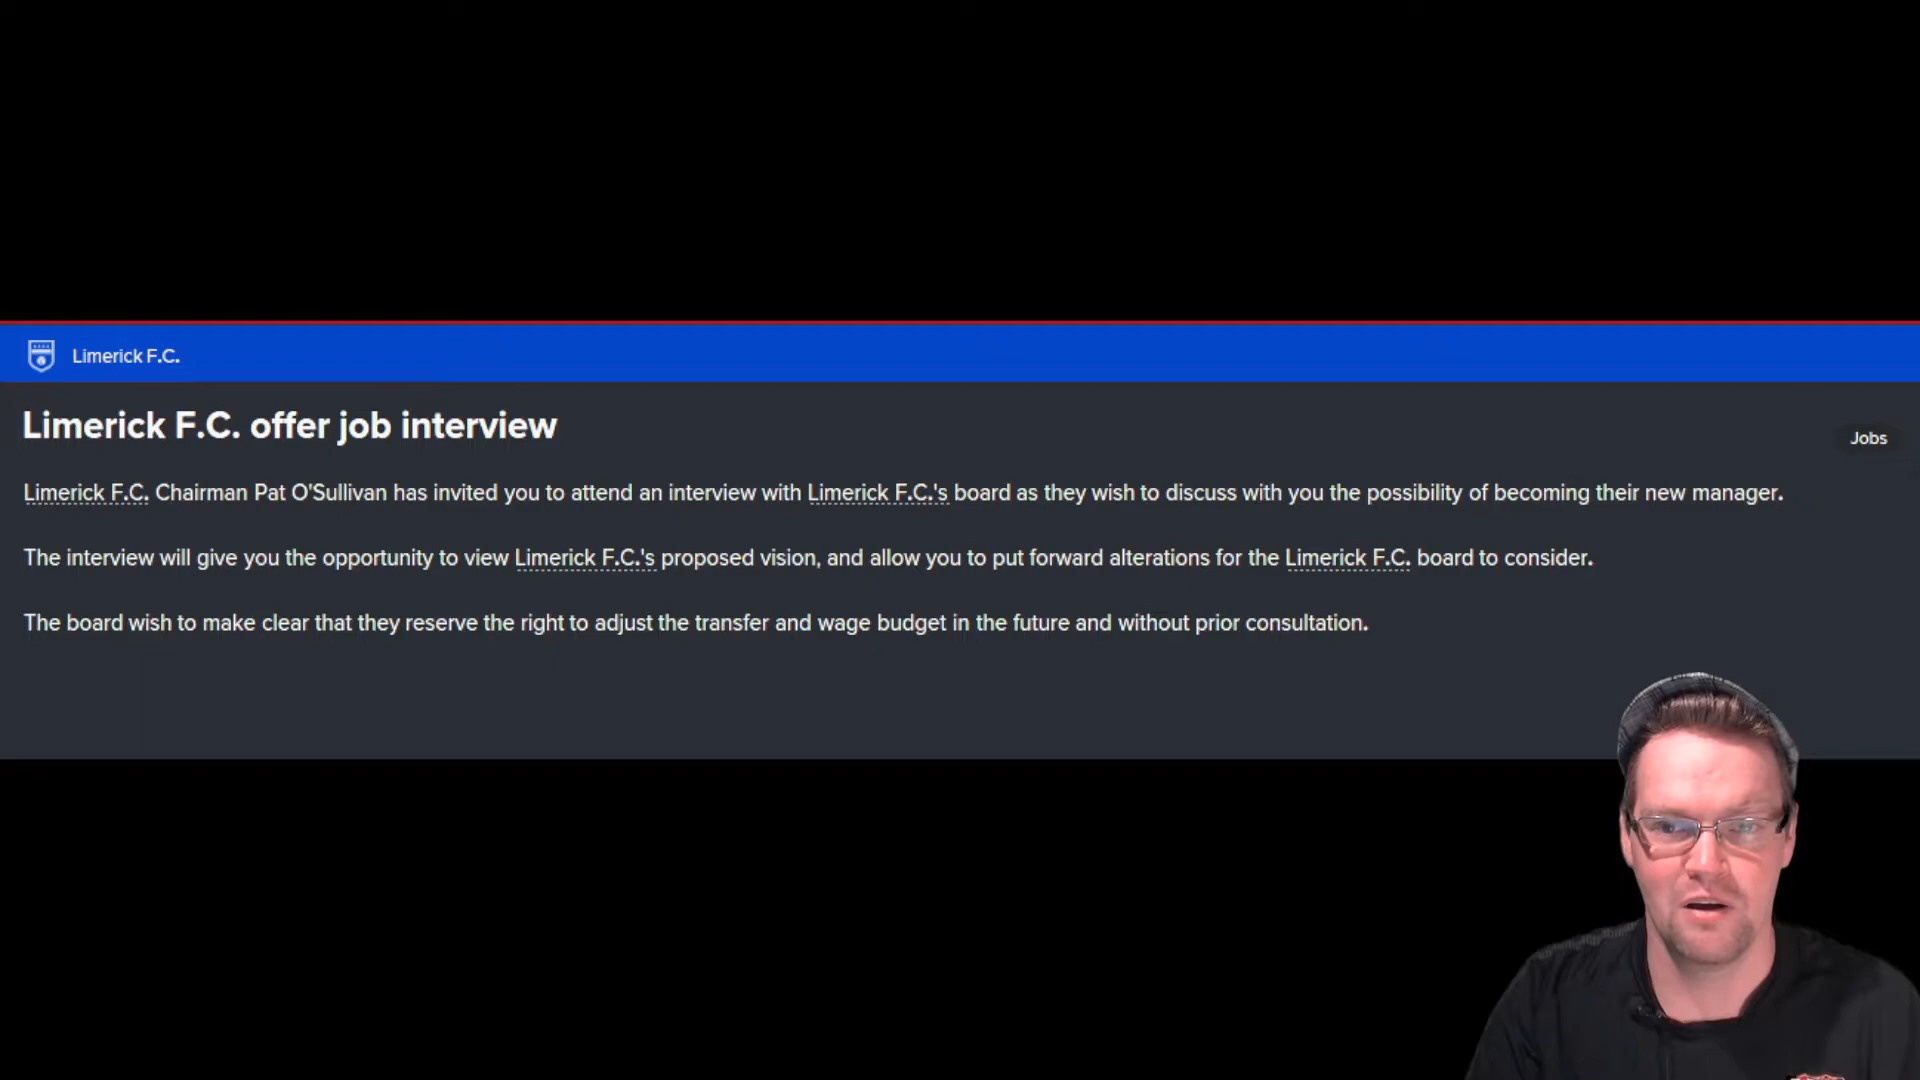 Limerick F.C.
Limerick F.C. offer job interview
Jobs
Limerick F.C. Chairman Pat O'Sullivan has invited you to attend an interview with Limerick F.C.'s board as they wish to discuss with you the possibility of becoming their new manager.
The interview will give you the opportunity to view Limerick F.C.'s proposed vision, and allow you to put forward alterations for the Limerick F.C. board to consider.
The board wish to make clear that they reserve the right to adjust the transfer and wage budget in the future and without prior consultation.